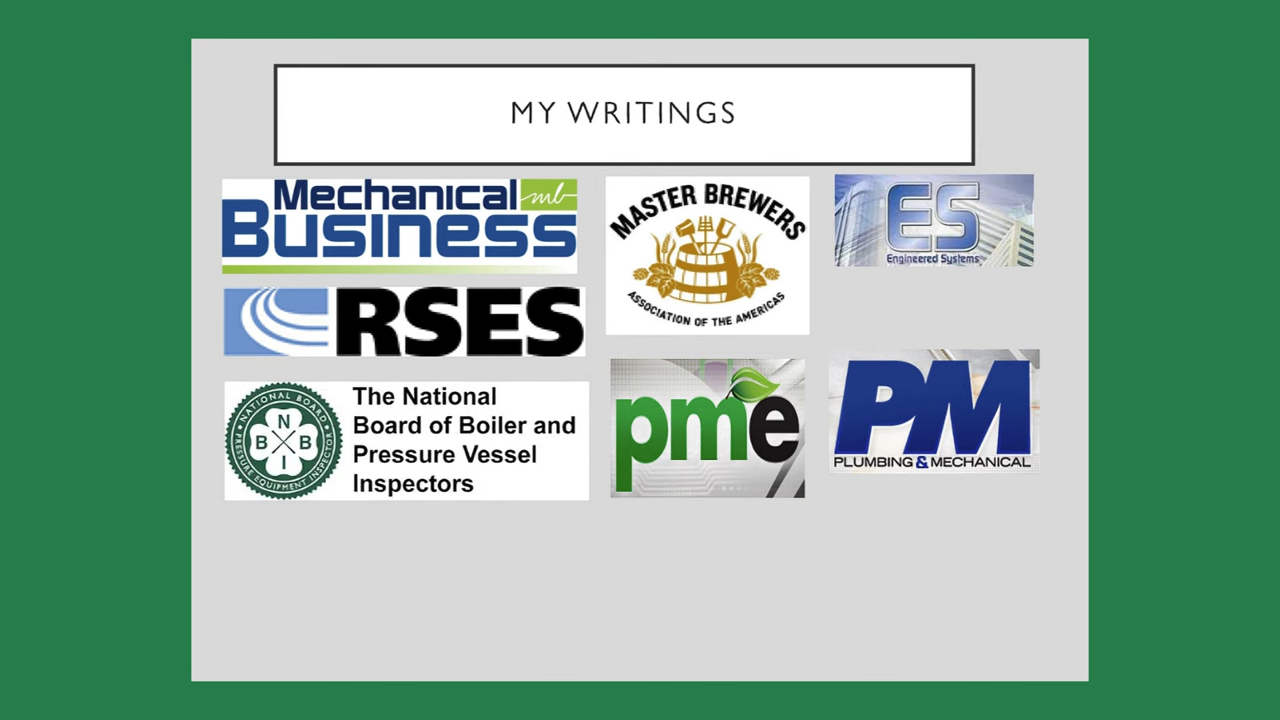 MY WRITINGS
Mechanical mb
Business
MASTER BREWERS
ASSOCIATION OF THE AMERICAS
ES
Engineered Systems
RSES
NATIONAL BOARD
PRESSURE EQUIPMENT INSPECTOR
N
B B
I
The National
Board of Boiler and
Pressure Vessel
Inspectors
pme
PM
PLUMBING & MECHANICAL